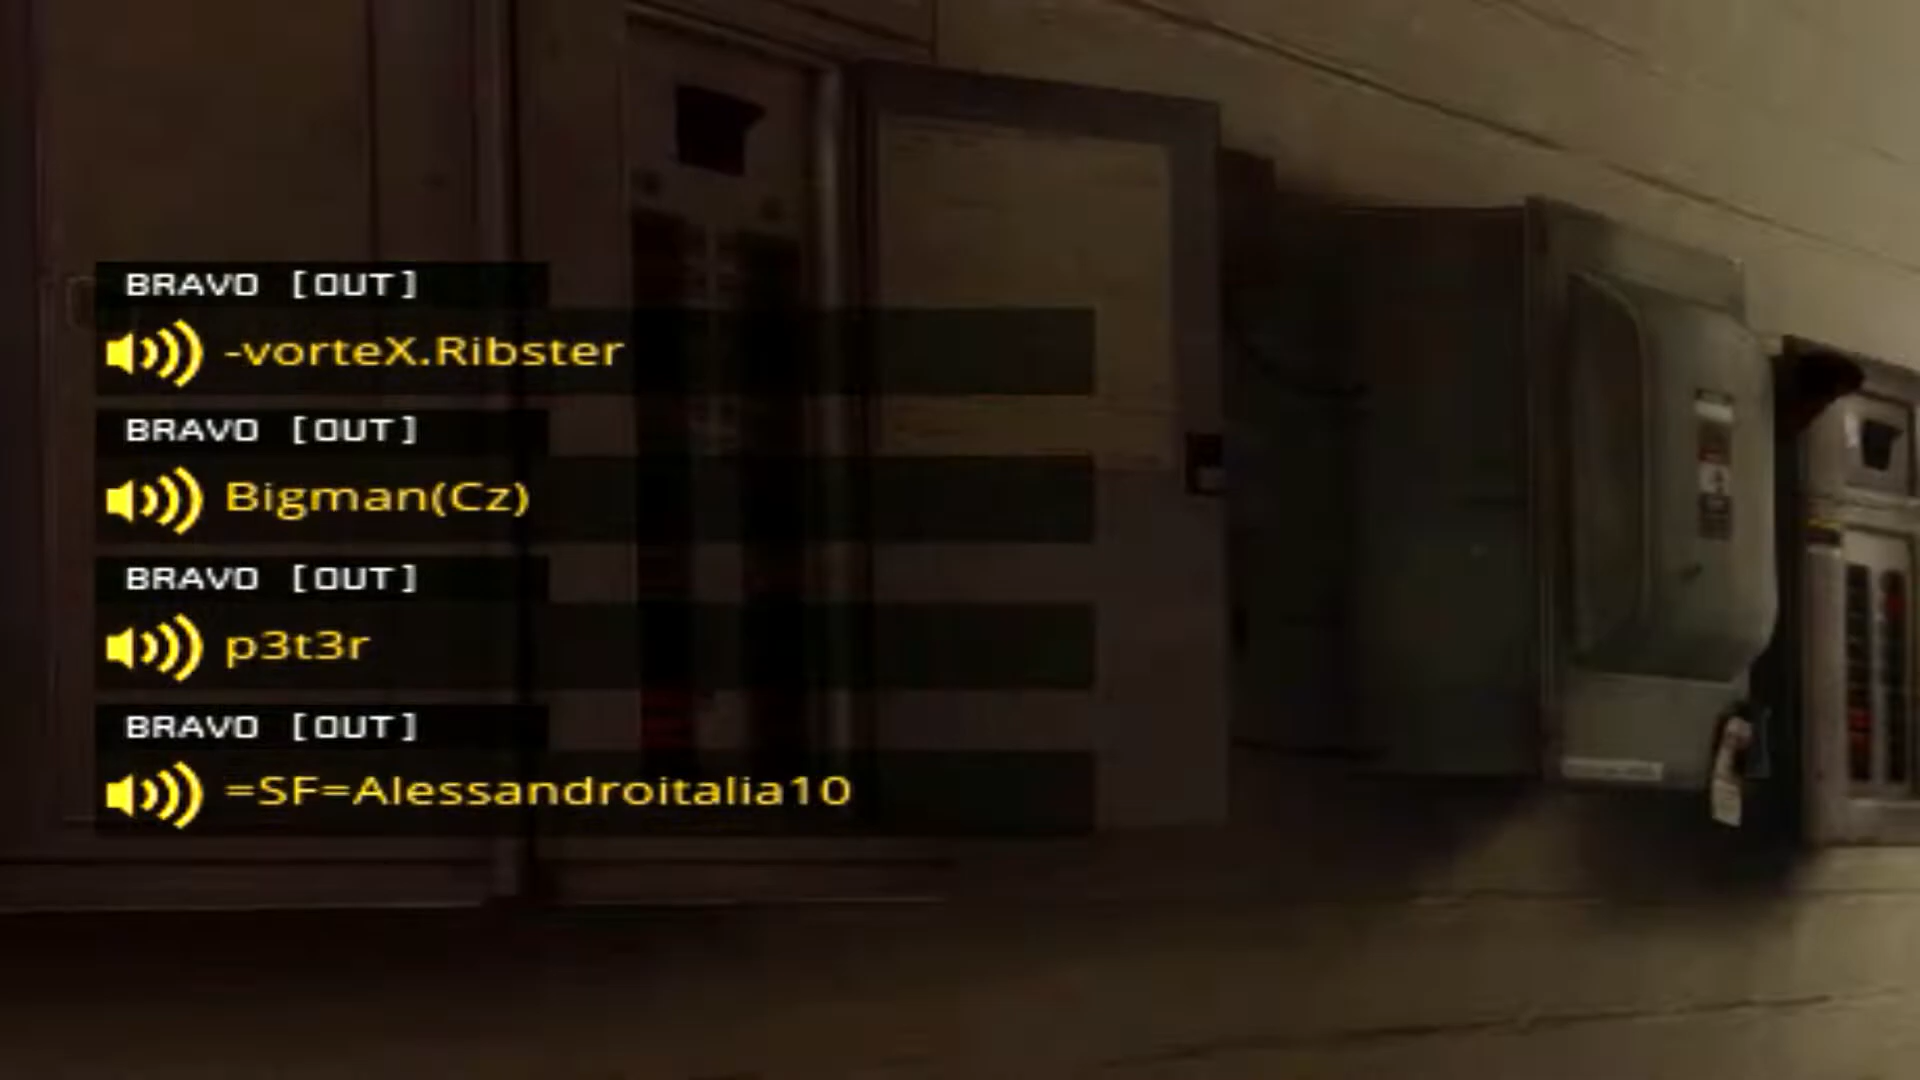 BRAVO [OUT]
-vorteX.Ribster
BRAVO [OUT]
Bigman(Cz)
BRAVO [OUT]
p3t3r
BRAVO [OUT]
=SF=Alessandroitalia10